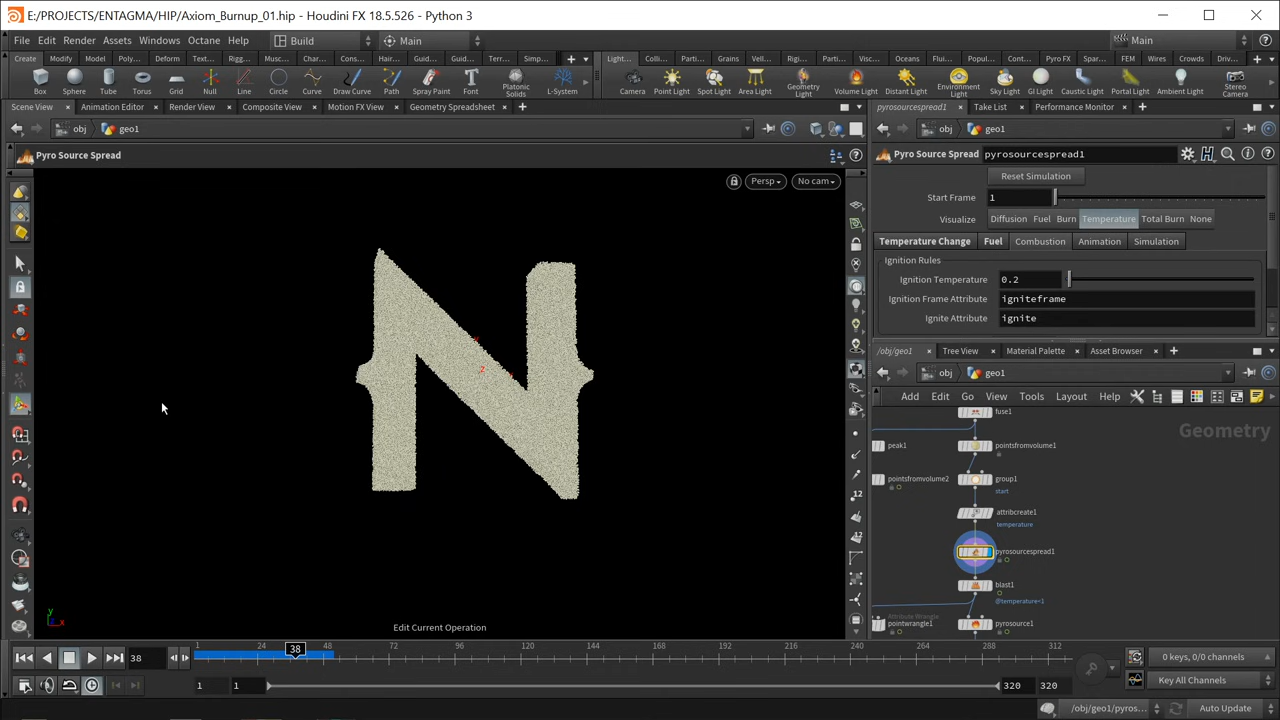 E:/PROJECTS/ENTAGMA/HIP/Axiom_Burnup_01.hip - Houdini FX 18.5.526 - Python 3
File Edit Render Assets Windows Octane Help Build Main Main
Create Modify Model Poly... Deform Text... Rigg... Musc... Char... Cons... Hair... Guid... Guid... Terr... Simp... Light... Colli... Partic... Grains Vell... Rigi... Parti... Visc... Oceans Flui... Popul... Cont... Pyro FX Spar... FEM Wires Crowds Driv...
Box Sphere Tube Torus Grid Null Line Circle Curve Draw Curve Path Spray Paint Font Platonic Solids L-System Camera Point Light Spot Light Area Light Geometry Light Volume Light Distant Light Environment Light Sky Light GI Light Caustic Light Portal Light Ambient Light Stereo Camera
Scene View Animation Editor Render View Composite View Motion FX View Geometry Spreadsheet pyrosourcespread1 Take List Performance Monitor
obj geo1 obj geo1
Pyro Source Spread Pyro Source Spread pyrosourcespread1
Reset Simulation
Persp No cam
Start Frame 1
Visualize Diffusion Fuel Burn Temperature Total Burn None
Temperature Change Fuel Combustion Animation Simulation
Ignition Rules
Ignition Temperature 0.2
Ignition Frame Attribute igniteframe
Ignite Attribute ignite
/obj/geo1 Tree View Material Palette Asset Browser
obj geo1
Add Edit Go View Tools Layout Help
Geometry
fuse1
peak1 pointsfromvolume1
pointsfromvolume2 group1
start
attribcreate1
temperature
pyrosourcespread1
blast1
@temperature=1
Attribute Wrangle
pointwrangle1 pyrosource1
z
12
y
x
Edit Current Operation
38 1 24 38 48 72 96 120 144 168 192 216 240 264 288 312 0 keys, 0/0 channels
1 1 320 320 Key All Channels
/obj/geo1/pyros... Auto Update